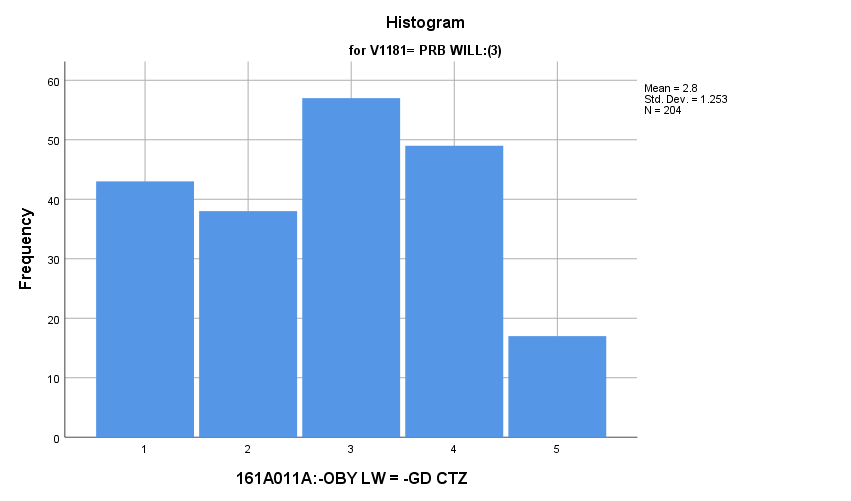 Histogram
for V1181= PRB WILL:(3)
Mean = 2.8
Std. Dev. = 1.253
N = 204
60
50
40
30
20
10
0
Frequency
1 2 3 4 5
161A011A:-OBY LW = -GD CTZ